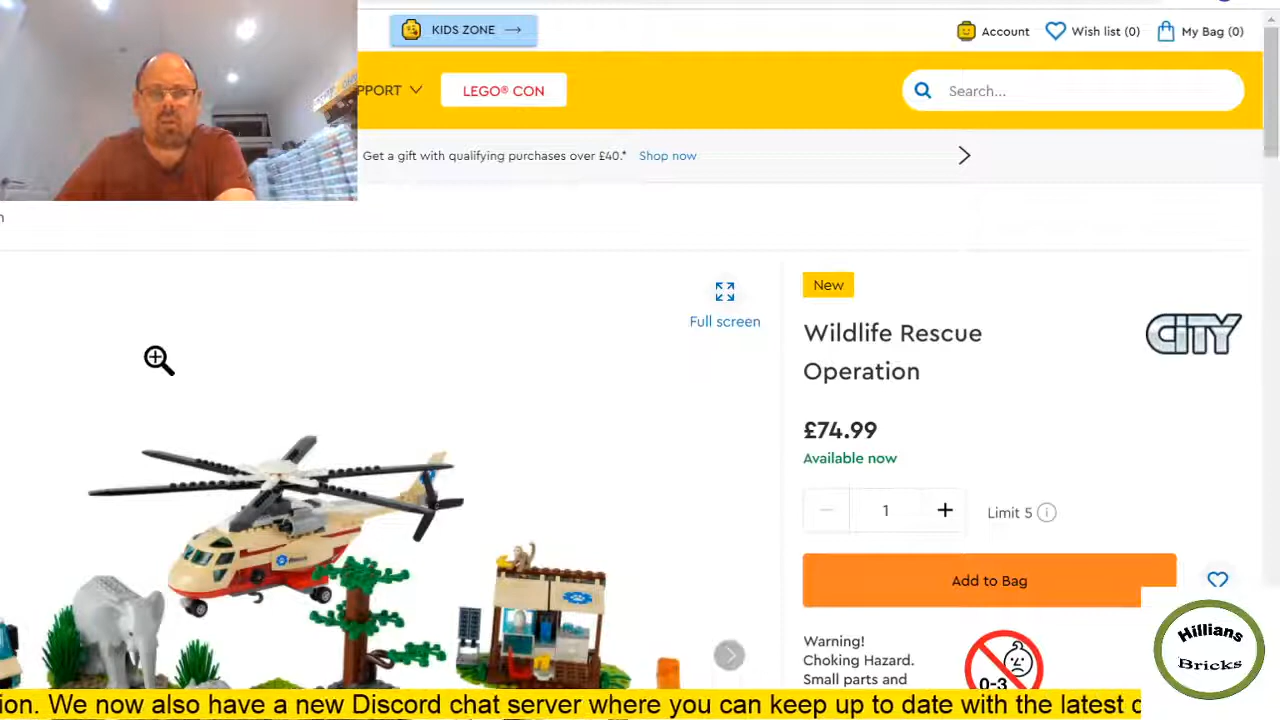 KIDS ZONE →
Account
Wish list (0)
My Bag (0)
PPORT
LEGO® CON
Search...
Get a gift with qualifying purchases over £40.* Shop now
n
Full screen
New
Wildlife Rescue
Operation
CITY
£74.99
Available now
1
Limit 5
Add to Bag
Warning!
Choking Hazard.
Small parts and
0-3
Hillians
Bricks
ion. We now also have a new Discord chat server where you can keep up to date with the latest